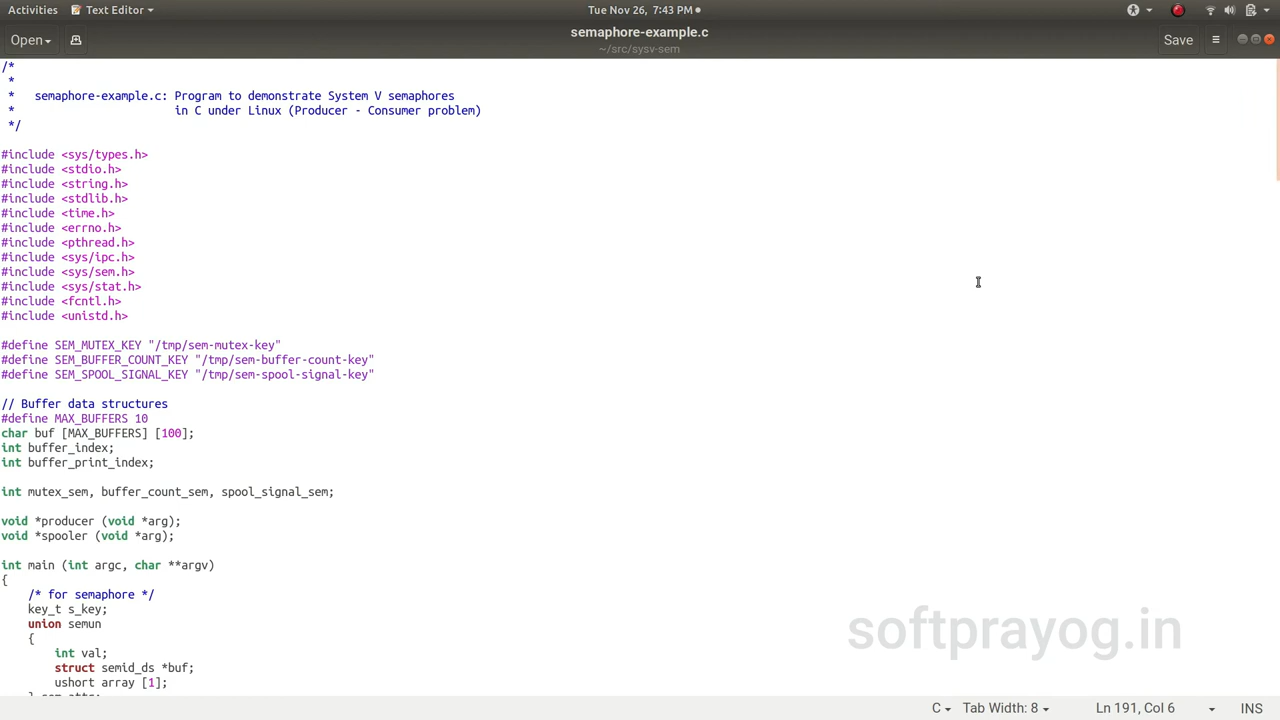 Activities Text Editor Tue Nov 26, 7:43 PM
Open semaphore-example.c Save
~/src/sysv-sem
/*
*
* semaphore-example.c: Program to demonstrate System V semaphores
* in C under Linux (Producer - Consumer problem)
*/
#include <sys/types.h>
#include <stdio.h>
#include <string.h>
#include <stdlib.h>
#include <time.h>
#include <errno.h>
#include <pthread.h>
#include <sys/ipc.h>
#include <sys/sem.h>
#include <sys/stat.h>
#include <fcntl.h>
#include <unistd.h>
#define SEM_MUTEX_KEY "/tmp/sem-mutex-key"
#define SEM_BUFFER_COUNT_KEY "/tmp/sem-buffer-count-key"
#define SEM_SPOOL_SIGNAL_KEY "/tmp/sem-spool-signal-key"
// Buffer data structures
#define MAX_BUFFERS 10
char buf [MAX_BUFFERS] [100];
int buffer_index;
int buffer_print_index;
int mutex_sem, buffer_count_sem, spool_signal_sem;
void *producer (void *arg);
void *spooler (void *arg);
int main (int argc, char **argv)
{
/* for semaphore */
key_t s_key;
union semun
{
int val;
struct semid_ds *buf;
ushort array [1];
softprayog.in
C Tab Width: 8 Ln 191, Col 6 INS